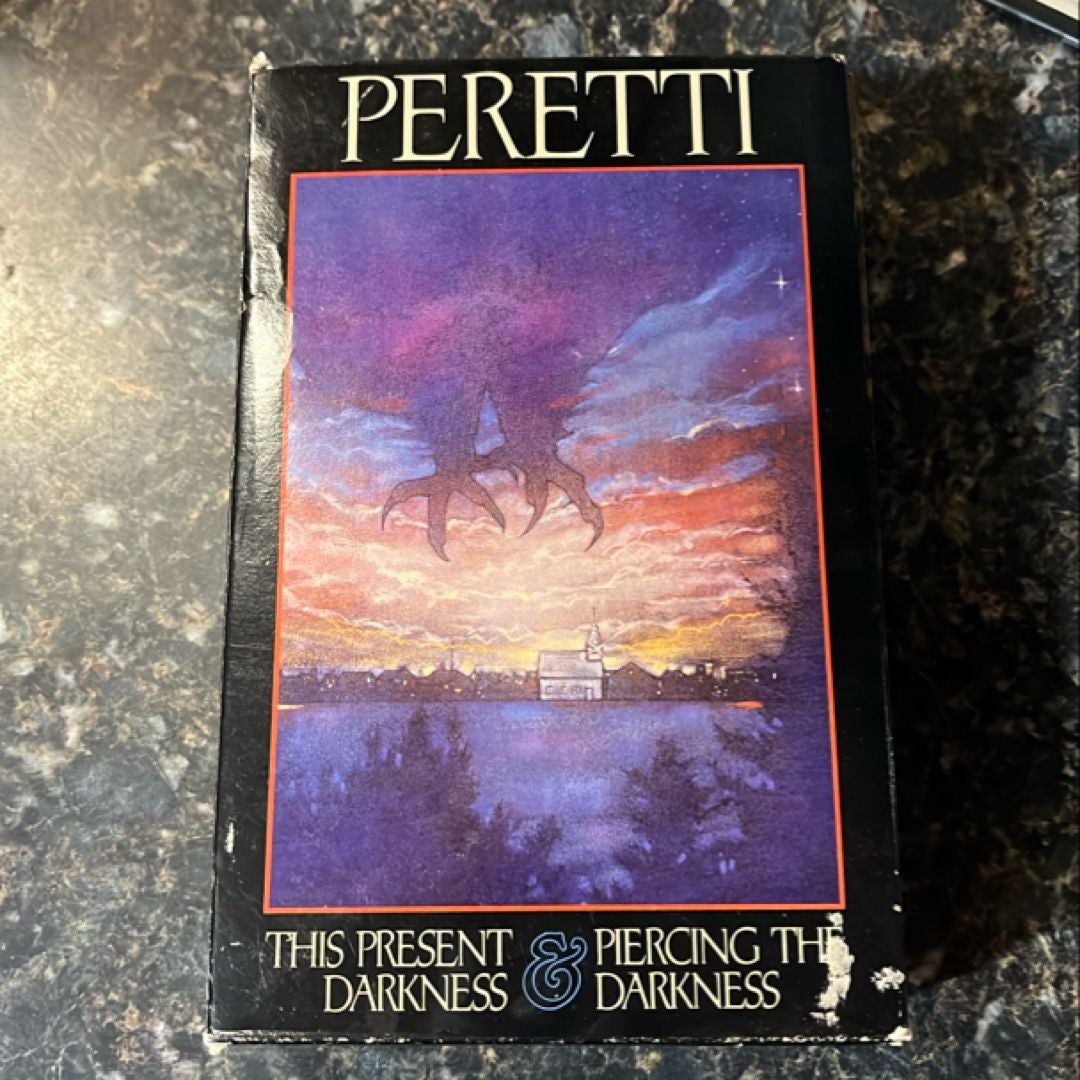 PERETTI
THIS PRESENT
DARKNESS
&
PIERCING THE
DARKNESS